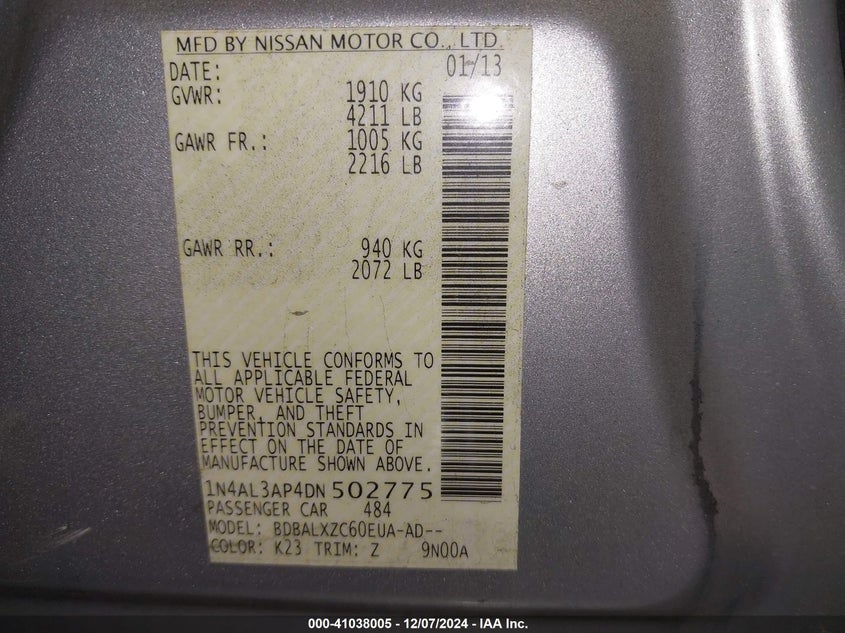 MFD BY NISSAN MOTOR CO., LTD.
DATE: 01/13
GVWR: 1910 KG
4211 LB
GAWR FR.: 1005 KG
2216 LB
GAWR RR.: 940 KG
2072 LB
THIS VEHICLE CONFORMS TO
ALL APPLICABLE FEDERAL
MOTOR VEHICLE SAFETY,
BUMPER, AND THEFT
PREVENTION STANDARDS IN
EFFECT ON THE DATE OF
MANUFACTURE SHOWN ABOVE.
1N4AL3AP4DN 502775
PASSENGER CAR 484
MODEL: BDBALXZC60EUA-AD--
COLOR: K23 TRIM: Z 9N00A
000-41038005 - 12/07/2024 - IAA Inc.